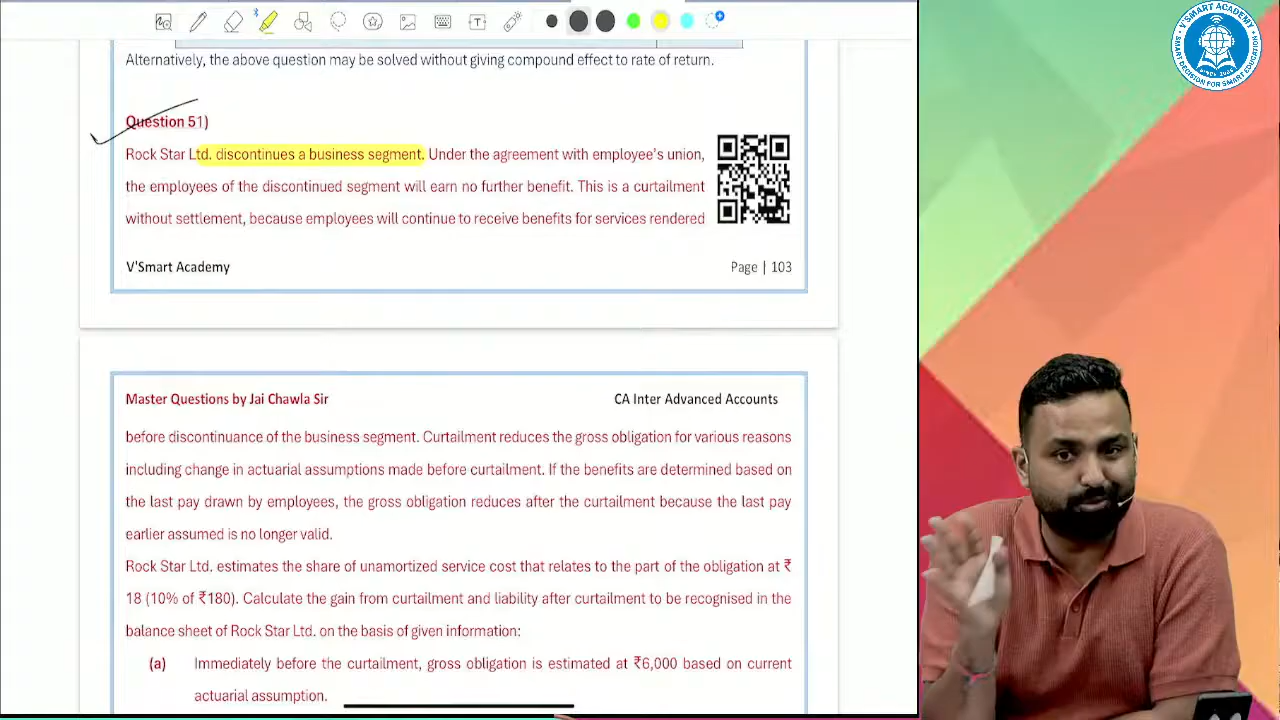 Alternatively, the above question may be solved without giving compound effect to rate of return.
Question 51)
Rock Star Ltd. discontinues a business segment. Under the agreement with employee's union,
the employees of the discontinued segment will earn no further benefit. This is a curtailment
without settlement, because employees will continue to receive benefits for services rendered
V'Smart Academy
Page | 103
Master Questions by Jai Chawla Sir
CA Inter Advanced Accounts
before discontinuance of the business segment. Curtailment reduces the gross obligation for various reasons
including change in actuarial assumptions made before curtailment. If the benefits are determined based on
the last pay drawn by employees, the gross obligation reduces after the curtailment because the last pay
earlier assumed is no longer valid.
Rock Star Ltd. estimates the share of unamortized service cost that relates to the part of the obligation at ₹
18 (10% of ₹180). Calculate the gain from curtailment and liability after curtailment to be recognised in the
balance sheet of Rock Star Ltd. on the basis of given information:
(a) Immediately before the curtailment, gross obligation is estimated at ₹6,000 based on current
actuarial assumption.
V'SMART ACADEMY
SMART DECISION FOR SMART EDUCATION